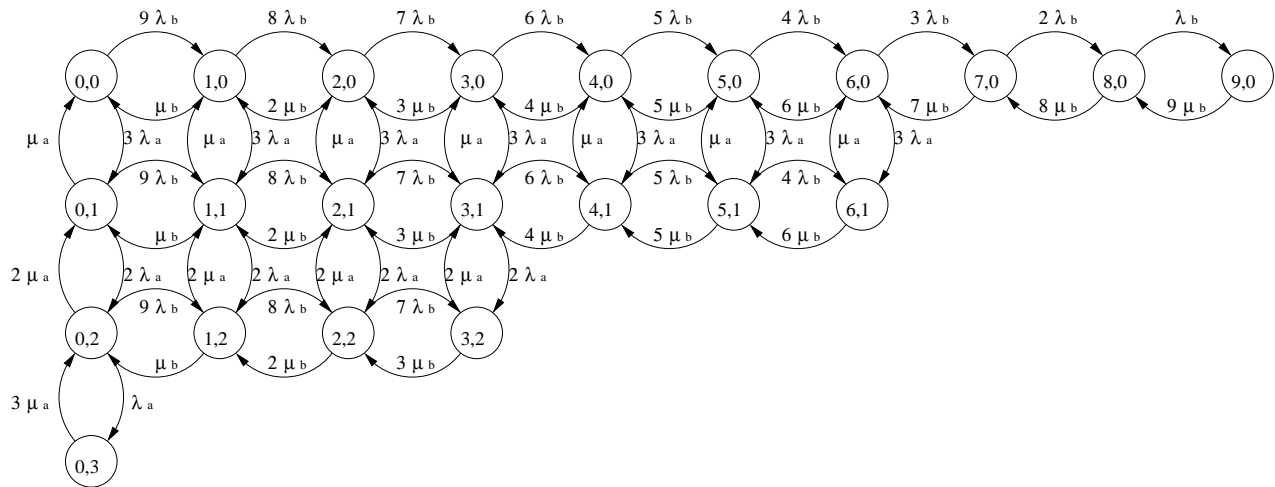 9 λ b 8 λ b 7 λ b 6 λ b 5 λ b 4 λ b 3 λ b 2 λ b λ b
0,0 1,0 2,0 3,0 4,0 5,0 6,0 7,0 8,0 9,0
μ b 2 μ b 3 μ b 4 μ b 5 μ b 6 μ b 7 μ b 8 μ b 9 μ b
μ a 3 λ a μ a 3 λ a μ a 3 λ a μ a 3 λ a μ a 3 λ a μ a 3 λ a μ a 3 λ a
9 λ b 8 λ b 7 λ b 6 λ b 5 λ b 4 λ b
0,1 1,1 2,1 3,1 4,1 5,1 6,1
μ b 2 μ b 3 μ b 4 μ b 5 μ b 6 μ b
2 μ a 2 λ a 2 μ a 2 λ a 2 μ a 2 λ a 2 μ a 2 λ a
9 λ b 8 λ b 7 λ b
0,2 1,2 2,2 3,2
μ b 2 μ b 3 μ b
3 μ a λ a
0,3